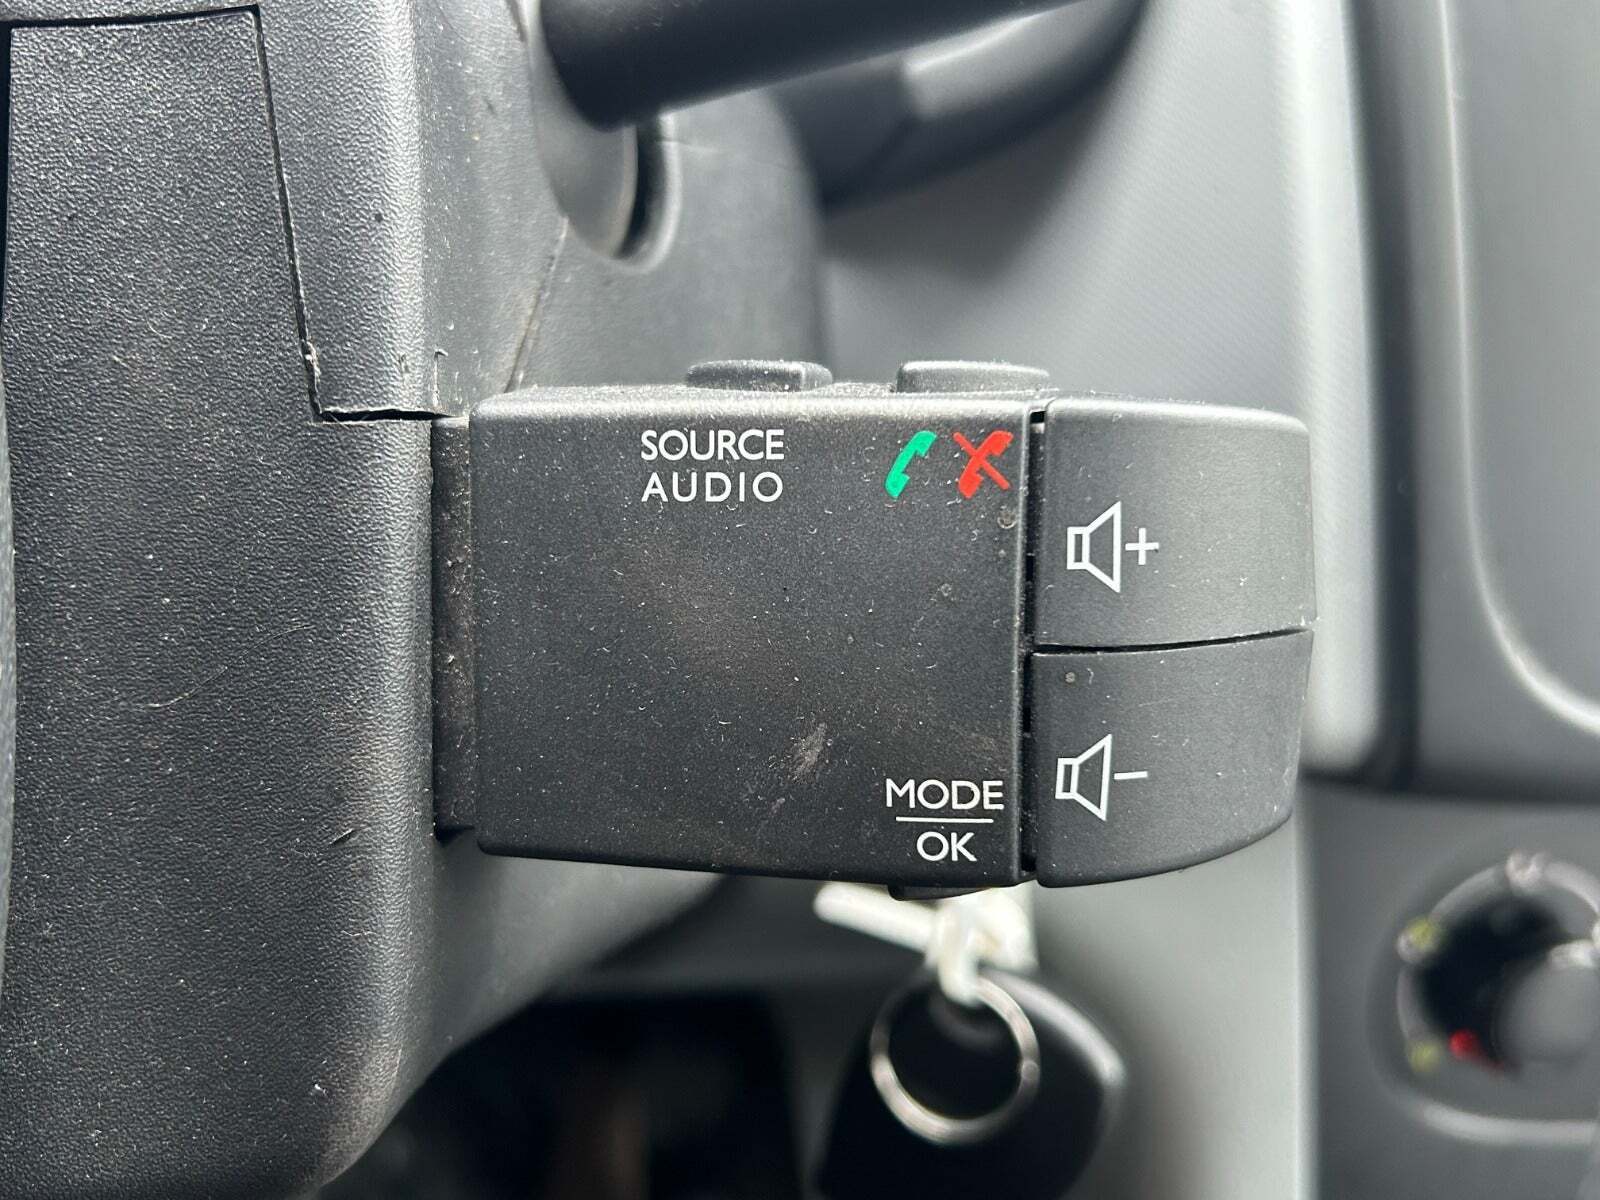 SOURCE
AUDIO
+
-
MODE
OK